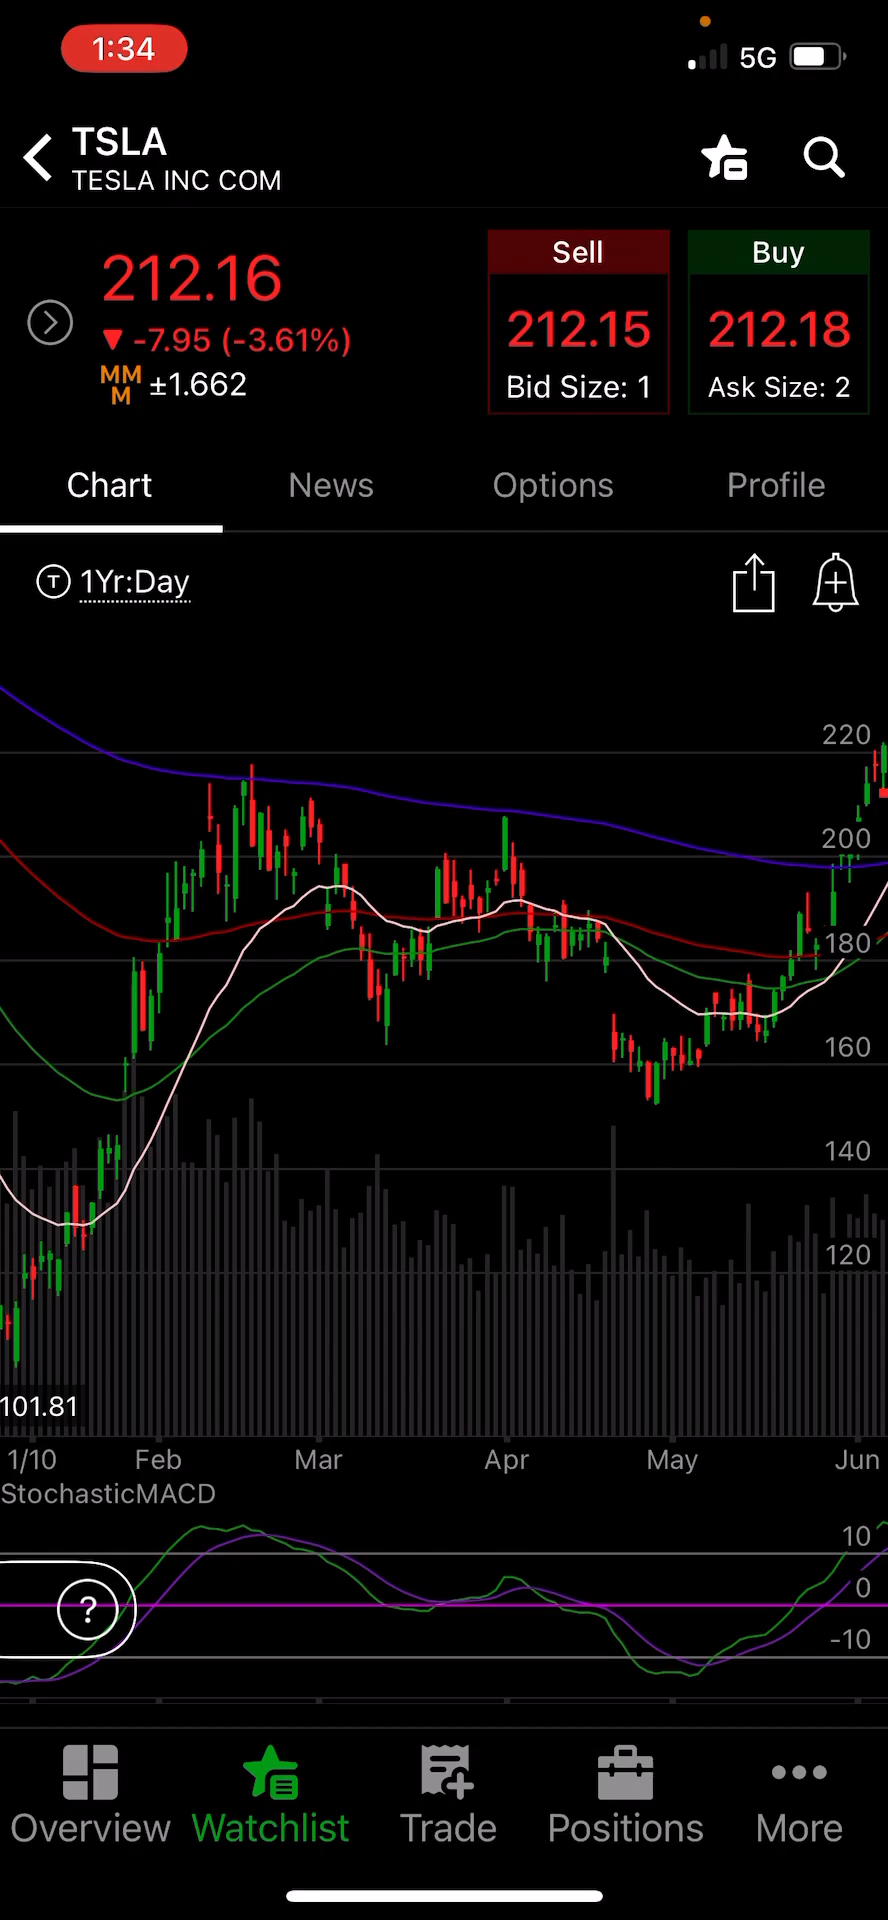 1:34
5G
TSLA
TESLA INC COM
212.16
▼ -7.95 (-3.61%)
MM
M ±1.662
Sell
212.15
Bid Size: 1
Buy
212.18
Ask Size: 2
Chart News Options Profile
T 1Yr:Day
220
200
180
160
140
120
101.81
1/10 Feb Mar Apr May Jun
StochasticMACD
10
0
-10
?
Overview Watchlist Trade Positions More